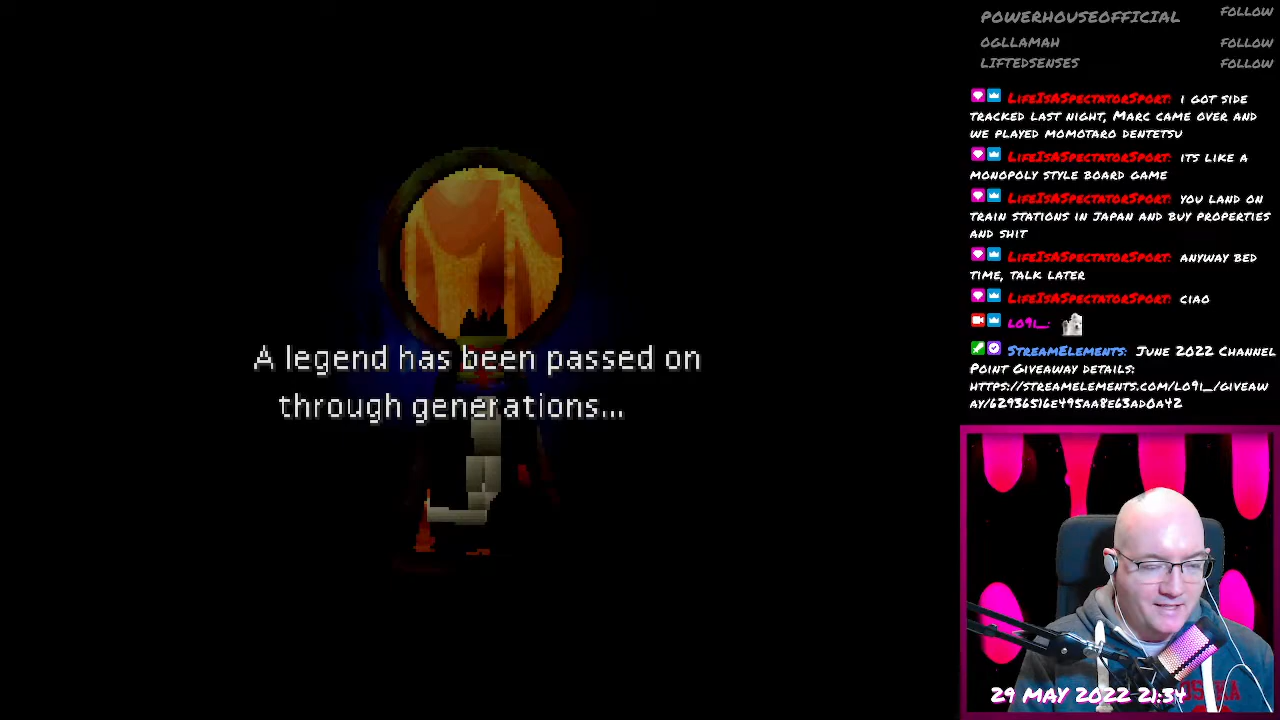 POWERHOUSEOFFICIAL FOLLOW
OGLLAMAH FOLLOW
LIFTEDSENSES FOLLOW
LifeIsASpectatorSport: I GOT SIDE
TRACKED LAST NIGHT, MARC CAME OVER AND
WE PLAYED MOMOTARO DENTETSU
LifeIsASpectatorSport: ITS LIKE A
MONOPOLY STYLE BOARD GAME
LifeIsASpectatorSport: YOU LAND ON
TRAIN STATIONS IN JAPAN AND BUY PROPERTIES
AND SHIT
LifeIsASpectatorSport: ANYWAY BED
TIME, TALK LATER
LifeIsASpectatorSport: CIAO
LO9I_:
StreamElements: JUNE 2022 CHANNEL
POINT GIVEAWAY DETAILS:
HTTPS://STREAMELEMENTS.COM/LO9I_/GIVEAW
AY/62936516E495AA8E63AD0A42
A legend has been passed on
through generations...
29 MAY 2022 21:34